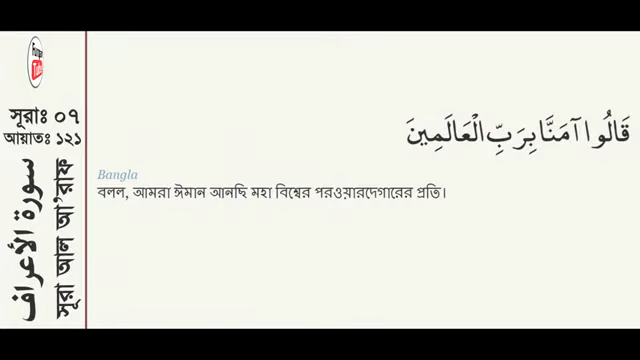 সূরাঃ ০৭
আয়াতঃ ১২১
سورة الأعراف
সূরা আল আ'রাফ
قَالُوا آمَنَّا بِرَبِّ الْعَالَمِينَ
Bangla
বলল, আমরা ঈমান আনছি মহা বিশ্বের পরওয়ারদেগারের প্রতি।